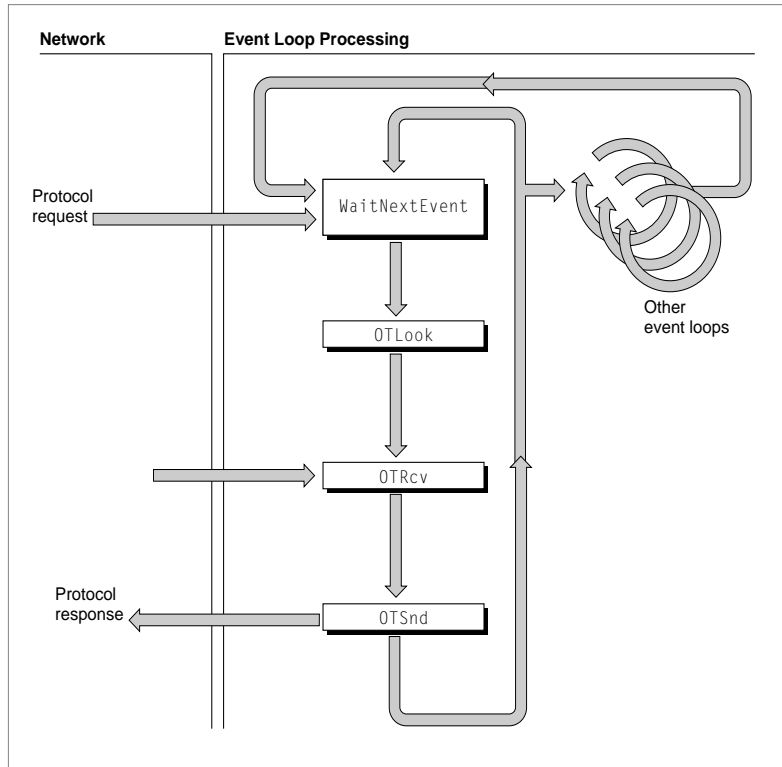 Network
Event Loop Processing
Protocol
request
WaitNextEvent
Other
event loops
OTLook
OTRcv
Protocol
response
OTSnd